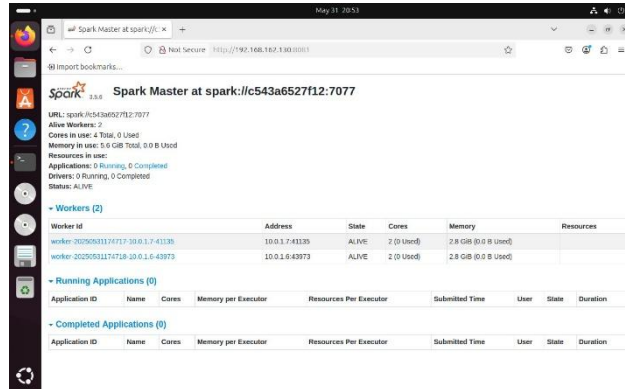 May 31 20:53
Spark Master at spark://c
Not Secure http://192.168.162.130:8081
Import bookmarks...
Spark 3.5.0 Spark Master at spark://c543a6527f12:7077
URL: spark://c543a6527f12:7077
Alive Workers: 2
Cores in use: 4 Total, 0 Used
Memory in use: 5.6 GiB Total, 0.0 B Used
Resources in use:
Applications: 0 Running, 0 Completed
Drivers: 0 Running, 0 Completed
Status: ALIVE
Workers (2)
Worker Id Address State Cores Memory Resources
worker-20250531174717-10.0.1.7-41135 10.0.1.7:41135 ALIVE 2 (0 Used) 2.8 GiB (0.0 B Used)
worker-20250531174718-10.0.1.6-43973 10.0.1.6:43973 ALIVE 2 (0 Used) 2.8 GiB (0.0 B Used)
Running Applications (0)
Application ID Name Cores Memory per Executor Resources Per Executor Submitted Time User State Duration
Completed Applications (0)
Application ID Name Cores Memory per Executor Resources Per Executor Submitted Time User State Duration